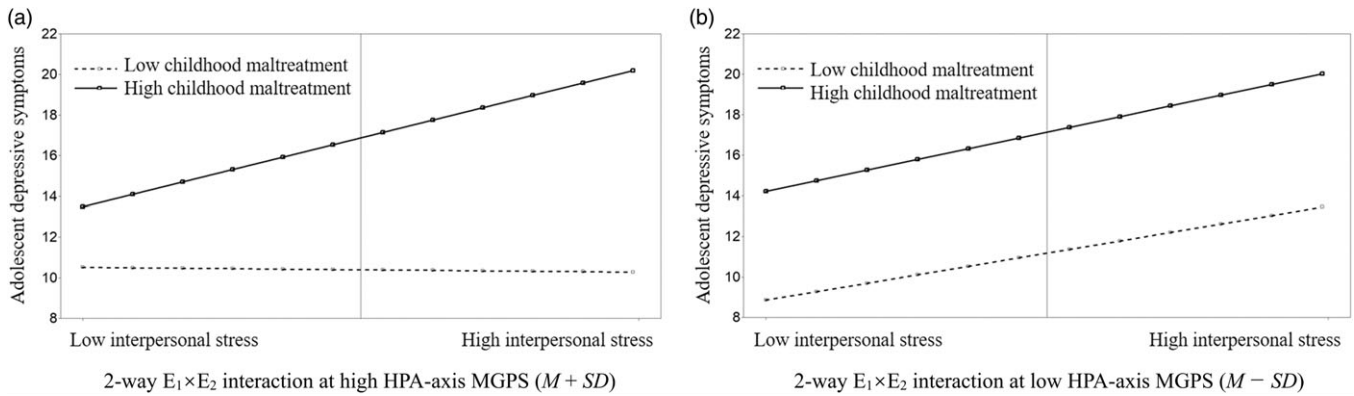 (a)
22
20
18
16
14
12
10
8
Adolescent depressive symptoms
Low childhood maltreatment
High childhood maltreatment
Low interpersonal stress
High interpersonal stress
2-way E₁×E₂ interaction at high HPA-axis MGPS (M + SD)
(b)
22
20
18
16
14
12
10
8
Adolescent depressive symptoms
Low childhood maltreatment
High childhood maltreatment
Low interpersonal stress
High interpersonal stress
2-way E₁×E₂ interaction at low HPA-axis MGPS (M − SD)